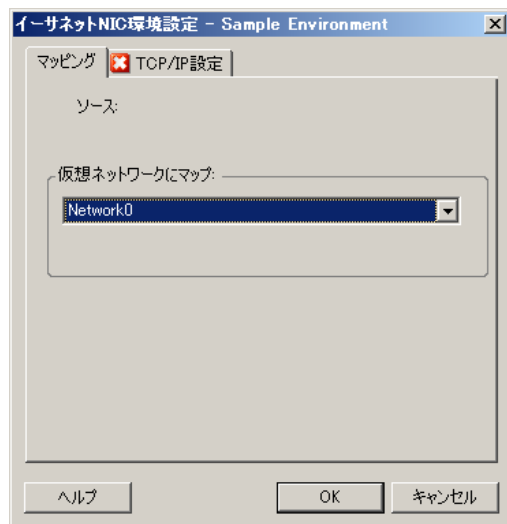 イーサネットNIC環境設定 - Sample Environment
マッピング TCP/IP設定
ソース:
仮想ネットワークにマップ:
Network0
ヘルプ OK キャンセル